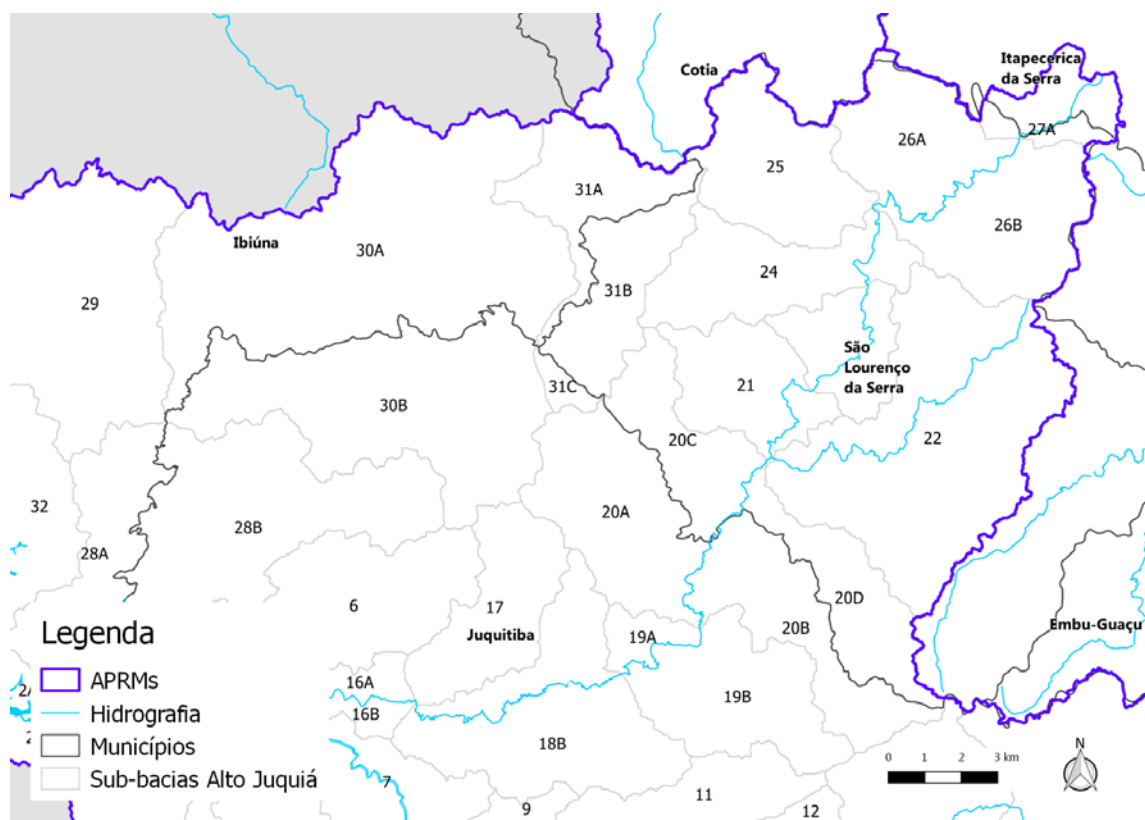 Cotia
Itapecerica
da Serra
27A
26A
25
31A
26B
Ibiúna
30A
24
31B
29
São
Lourenço
da Serra
21
31C
30B
22
20C
32
28B
20A
28A
20D
6
17
Juquitiba
19A
20B
Embu-Guaçu
16A
19B
16B
18B
7
11
9
12
Legenda
APRMs
Hidrografia
Municípios
Sub-bacias Alto Juquiá
0 1 2 3 km
N